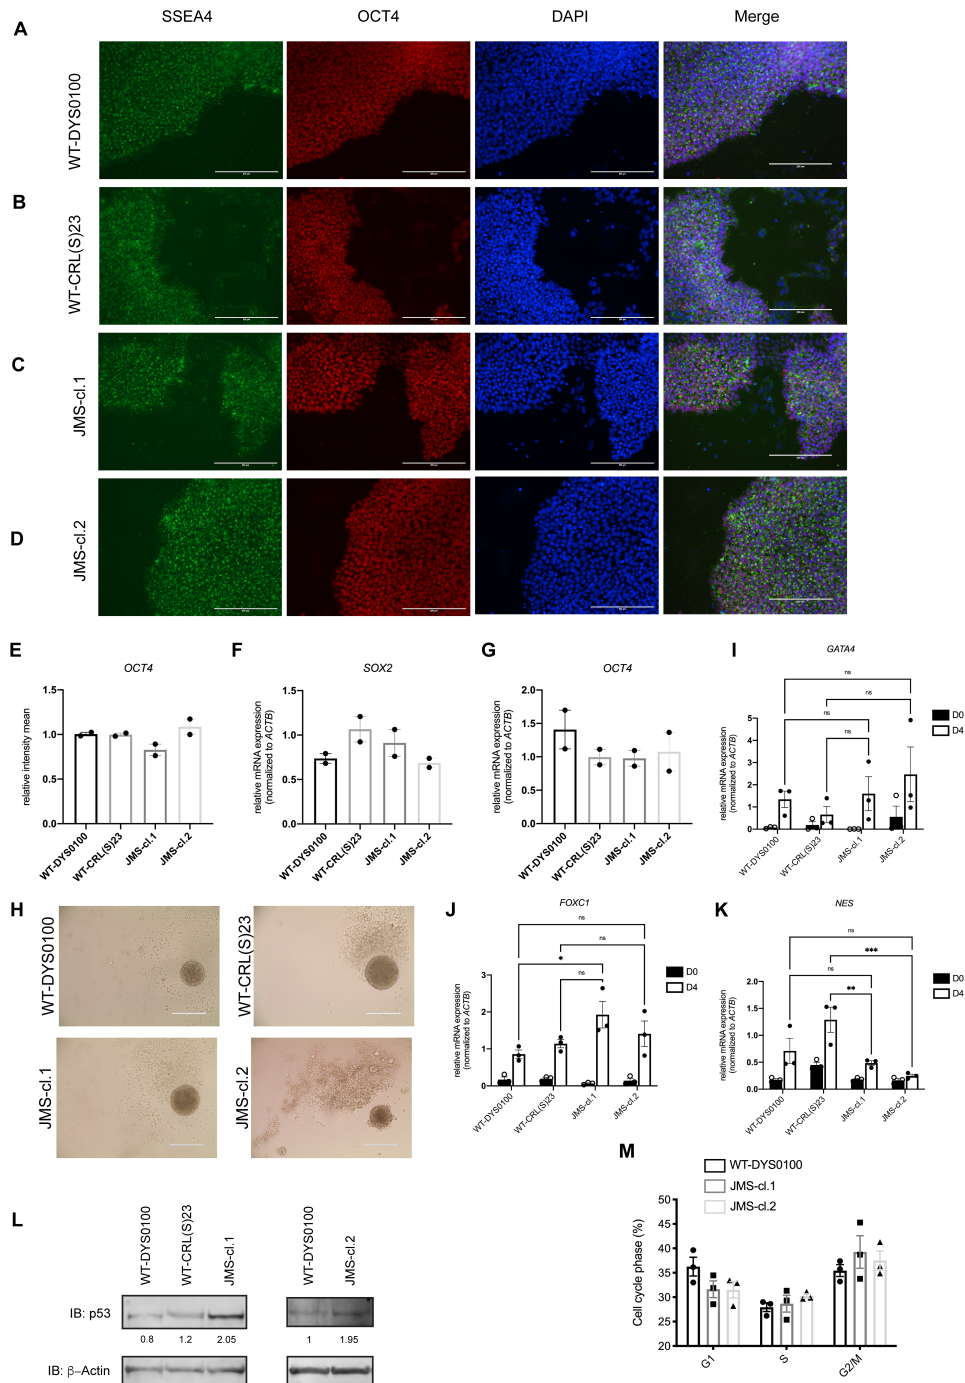 SSEA4 OCT4 DAPI Merge
A
WT-DYS0100
B
WT-CRL(S)23
C
JMS-cl.1
D
JMS-cl.2
E
OCT4
relative intensity mean
1.5
1.0
0.5
0.0
WT-DYS0100
WT-CRL(S)23
JMS-cl.1
JMS-cl.2
F
SOX2
relative mRNA expression
(normalized to ACTB)
1.5
1.0
0.5
0.0
WT-DYS0100
WT-CRL(S)23
JMS-cl.1
JMS-cl.2
G
OCT4
relative mRNA expression
(normalized to ACTB)
2.0
1.5
1.0
0.5
0.0
WT-DYS0100
WT-CRL(S)23
JMS-cl.1
JMS-cl.2
I
GATA4
ns
ns
ns
ns
D0
D4
relative mRNA expression
(normalized to ACTB)
5
4
3
2
1
0
WT-DYS0100
WT-CRL(S)23
JMS-cl.1
JMS-cl.2
H
WT-DYS0100
WT-CRL(S)23
JMS-cl.1
JMS-cl.2
J
FOXC1
ns
ns
*
ns
D0
D4
relative mRNA expression
(normalized to ACTB)
3
2
1
0
WT-DYS0100
WT-CRL(S)23
JMS-cl.1
JMS-cl.2
K
NES
ns
***
ns
**
D0
D4
relative mRNA expression
(normalized to ACTB)
2.0
1.5
1.0
0.5
0.0
WT-DYS0100
WT-CRL(S)23
JMS-cl.1
JMS-cl.2
L
WT-DYS0100
WT-CRL(S)23
JMS-cl.1
WT-DYS0100
JMS-cl.2
IB: p53
0.8 1.2 2.05 1 1.95
IB: β–Actin
M
WT-DYS0100
JMS-cl.1
JMS-cl.2
Cell cycle phase (%)
50
45
40
35
30
25
20
G1
S
G2/M